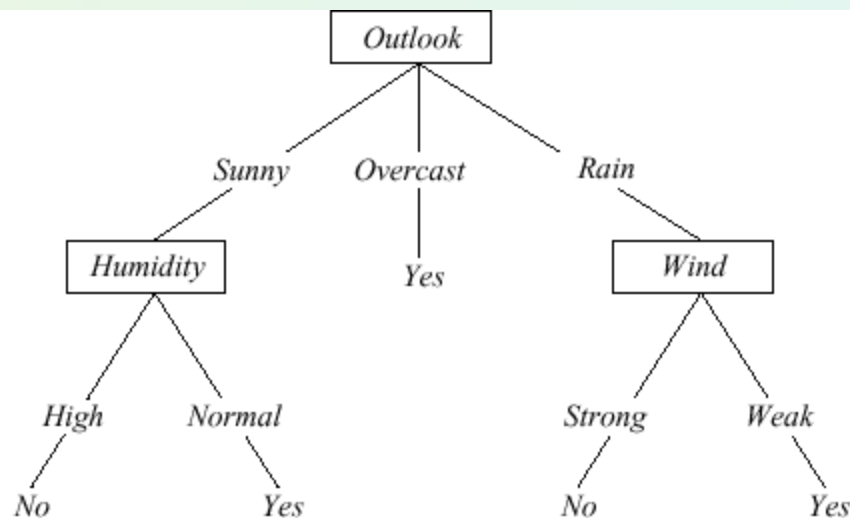 Outlook
Sunny Overcast Rain
Humidity Yes Wind
High Normal Strong Weak
No Yes No Yes